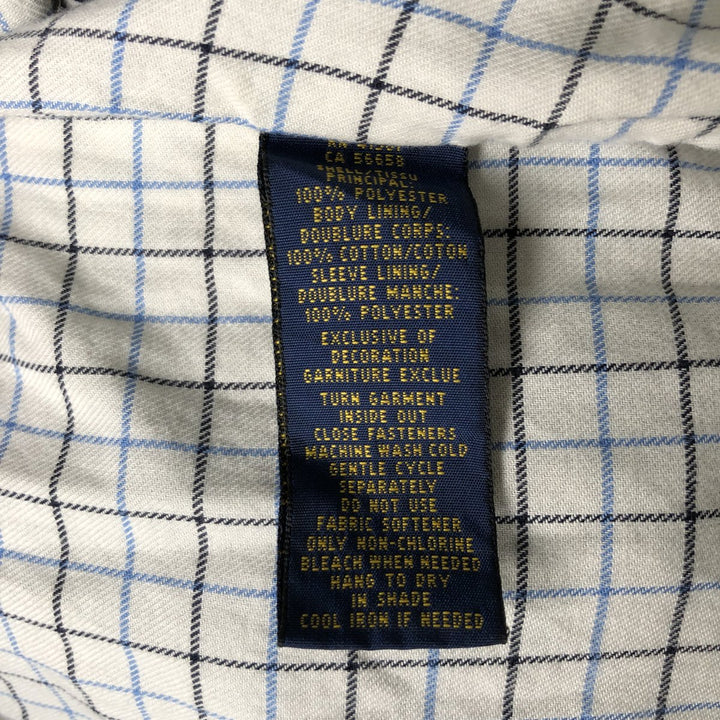 CA 56658
PRINCIPAL:
100% POLYESTER
BODY LINING/
DOUBLURE CORPS:
100% COTTON/COTON
SLEEVE LINING/
DOUBLURE MANCHE:
100% POLYESTER
EXCLUSIVE OF
DECORATION
GARNITURE EXCLUE
TURN GARMENT
INSIDE OUT
CLOSE FASTENERS
MACHINE WASH COLD
GENTLE CYCLE
SEPARATELY
DO NOT USE
FABRIC SOFTENER
ONLY NON-CHLORINE
BLEACH WHEN NEEDED
HANG TO DRY
IN SHADE
COOL IRON IF NEEDED